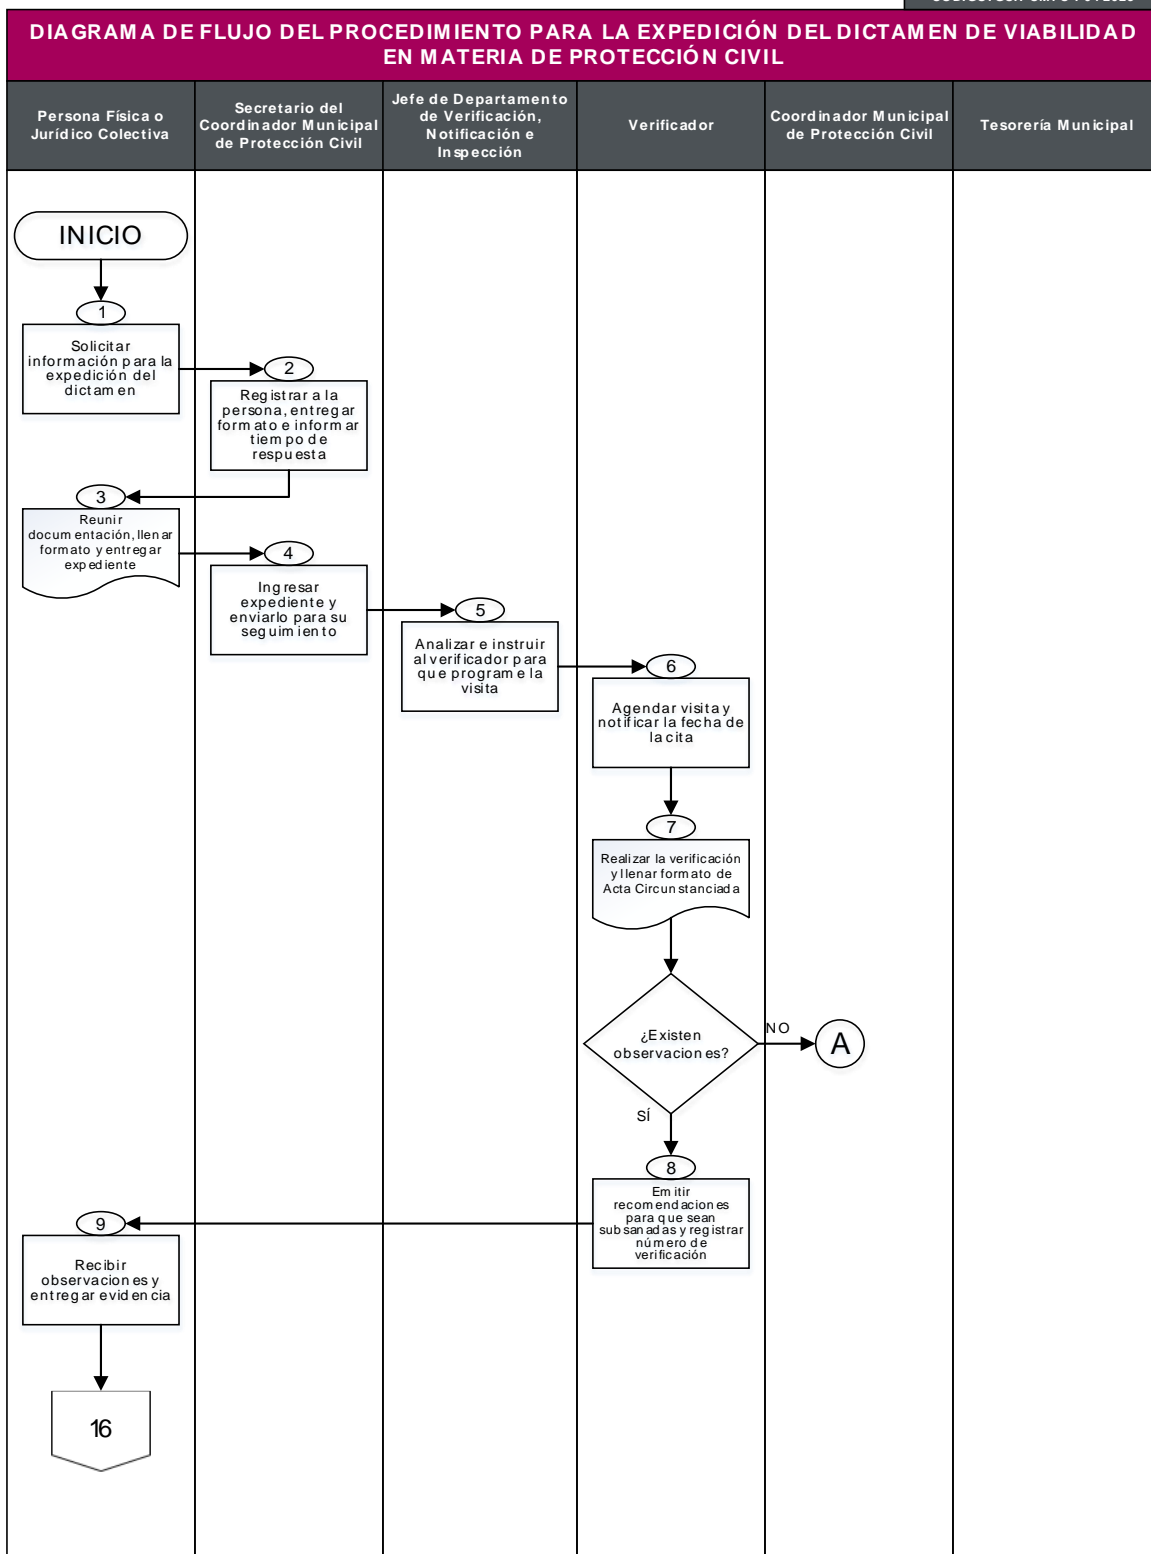 DIAGRAMA DE FLUJO DEL PROCEDIMIENTO PARA LA EXPEDICIÓN DEL DICTAMEN DE VIABILIDAD
EN MATERIA DE PROTECCIÓN CIVIL
Persona Física o
Jurídico Colectiva
Secretario del
Coordinador Municipal
de Protección Civil
Jefe de Departamento
de Verificación,
Notificación e
Inspección
Verificador
Coordinador Municipal
de Protección Civil
Tesorería Municipal
INICIO
1
Solicitar
información para la
expedición del
dictamen
2
Registrar a la
persona, entregar
formato e informar
tiempo de
respuesta
3
Reunir
documentación, llenar
formato y entregar
expediente
4
Ingresar
expediente y
enviarlo para su
seguimiento
5
Analizar e instruir
al verificador para
que programe la
visita
6
Agendar visita y
notificar la fecha de
la cita
7
Realizar la verificación
y llenar formato de
Acta Circunstanciada
¿Existen
observaciones?
NO
A
SÍ
8
Emitir
recomendaciones
para que sean
subsanadas y registrar
número de
verificación
9
Recibir
observaciones y
entregar evidencia
16